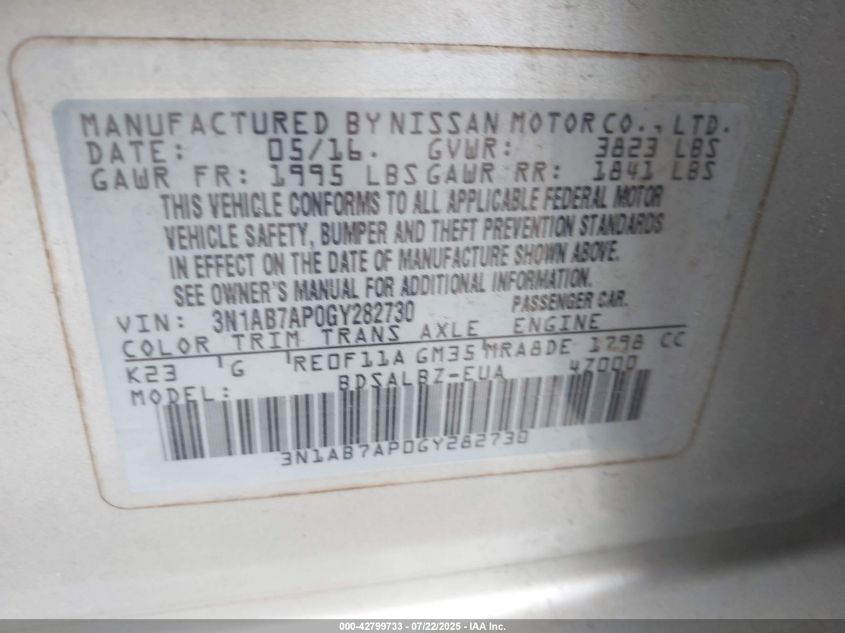 MANUFACTURED BY NISSAN MOTOR CO., LTD.
DATE: 05/16. GVWR: 3823 LBS
GAWR FR: 1995 LBS GAWR RR: 1841 LBS
THIS VEHICLE CONFORMS TO ALL APPLICABLE FEDERAL MOTOR
VEHICLE SAFETY, BUMPER AND THEFT PREVENTION STANDARDS
IN EFFECT ON THE DATE OF MANUFACTURE SHOWN ABOVE.
SEE OWNER'S MANUAL FOR ADDITIONAL INFORMATION.
PASSENGER CAR.
VIN: 3N1AB7AP0GY282730
COLOR TRIM TRANS AXLE ENGINE
K23 G RE0F11A GM35 MRA8DE 1798 CC
MODEL: BDSALBZ-EUA 47000
3N1AB7AP0GY282730
000-42799733 - 07/22/2025 - IAA Inc.